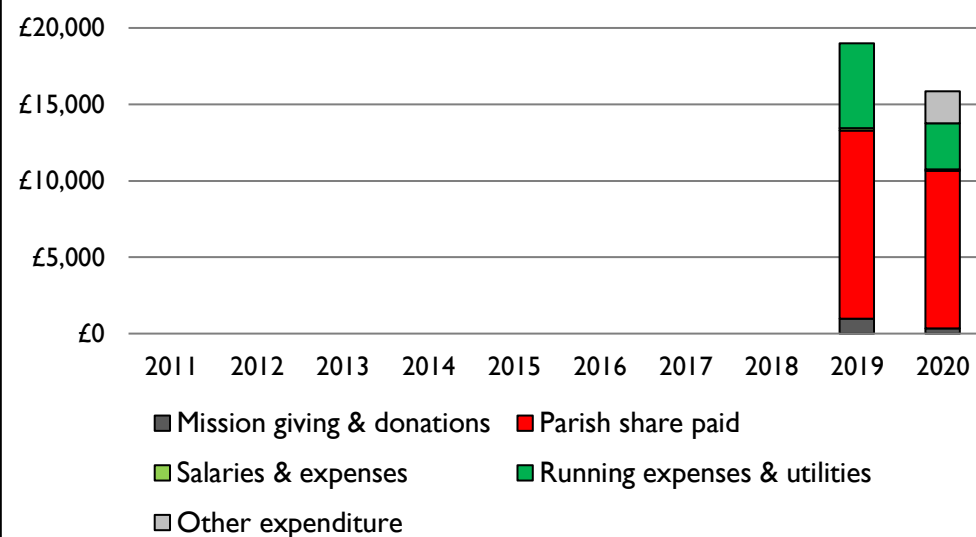 £20,000
£15,000
£10,000
£5,000
£0
2011 2012 2013 2014 2015 2016 2017 2018 2019 2020
Mission giving & donations Parish share paid
Salaries & expenses Running expenses & utilities
Other expenditure